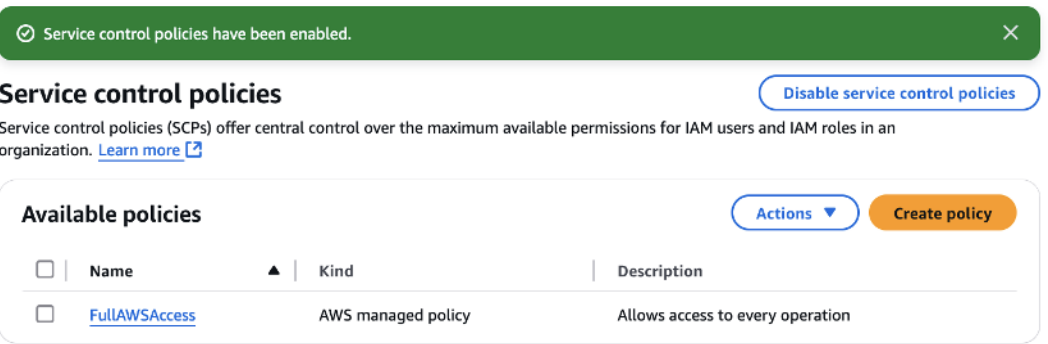 Service control policies have been enabled.
Service control policies
Disable service control policies
Service control policies (SCPs) offer central control over the maximum available permissions for IAM users and IAM roles in an
organization. Learn more
Available policies
Actions
Create policy
Name
Kind
Description
FullAWSAccess
AWS managed policy
Allows access to every operation